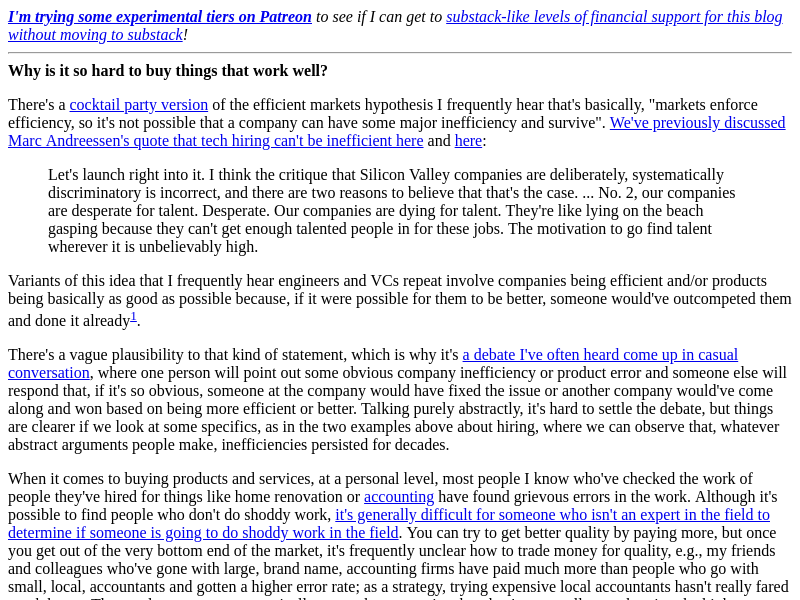 I'm trying some experimental tiers on Patreon to see if I can get to substack-like levels of financial support for this blog
without moving to substack!
Why is it so hard to buy things that work well?
There's a cocktail party version of the efficient markets hypothesis I frequently hear that's basically, "markets enforce
efficiency, so it's not possible that a company can have some major inefficiency and survive". We've previously discussed
Marc Andreessen's quote that tech hiring can't be inefficient here and here:
Let's launch right into it. I think the critique that Silicon Valley companies are deliberately, systematically
discriminatory is incorrect, and there are two reasons to believe that that's the case. ... No. 2, our companies
are desperate for talent. Desperate. Our companies are dying for talent. They're like lying on the beach
gasping because they can't get enough talented people in for these jobs. The motivation to go find talent
wherever it is unbelievably high.
Variants of this idea that I frequently hear engineers and VCs repeat involve companies being efficient and/or products
being basically as good as possible because, if it were possible for them to be better, someone would've outcompeted them
and done it already1.
There's a vague plausibility to that kind of statement, which is why it's a debate I've often heard come up in casual
conversation, where one person will point out some obvious company inefficiency or product error and someone else will
respond that, if it's so obvious, someone at the company would have fixed the issue or another company would've come
along and won based on being more efficient or better. Talking purely abstractly, it's hard to settle the debate, but things
are clearer if we look at some specifics, as in the two examples above about hiring, where we can observe that, whatever
abstract arguments people make, inefficiencies persisted for decades.
When it comes to buying products and services, at a personal level, most people I know who've checked the work of
people they've hired for things like home renovation or accounting have found grievous errors in the work. Although it's
possible to find people who don't do shoddy work, it's generally difficult for someone who isn't an expert in the field to
determine if someone is going to do shoddy work in the field. You can try to get better quality by paying more, but once
you get out of the very bottom end of the market, it's frequently unclear how to trade money for quality, e.g., my friends
and colleagues who've gone with large, brand name, accounting firms have paid much more than people who go with
small, local, accountants and gotten a higher error rate; as a strategy, trying expensive local accountants hasn't really fared